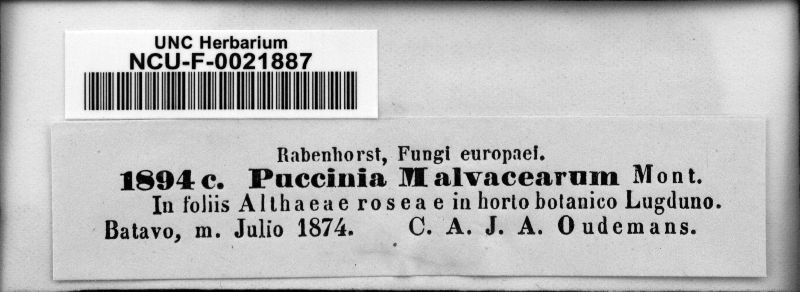 UNC Herbarium
NCU-F-0021887
Rabenhorst, Fungi europaei.
1894 c. Puccinia Malvacearum Mont.
In foliis Althaeae roseae in horto botanico Lugduno.
Batavo, m. Julio 1874. C. A. J. A. Oudemans.